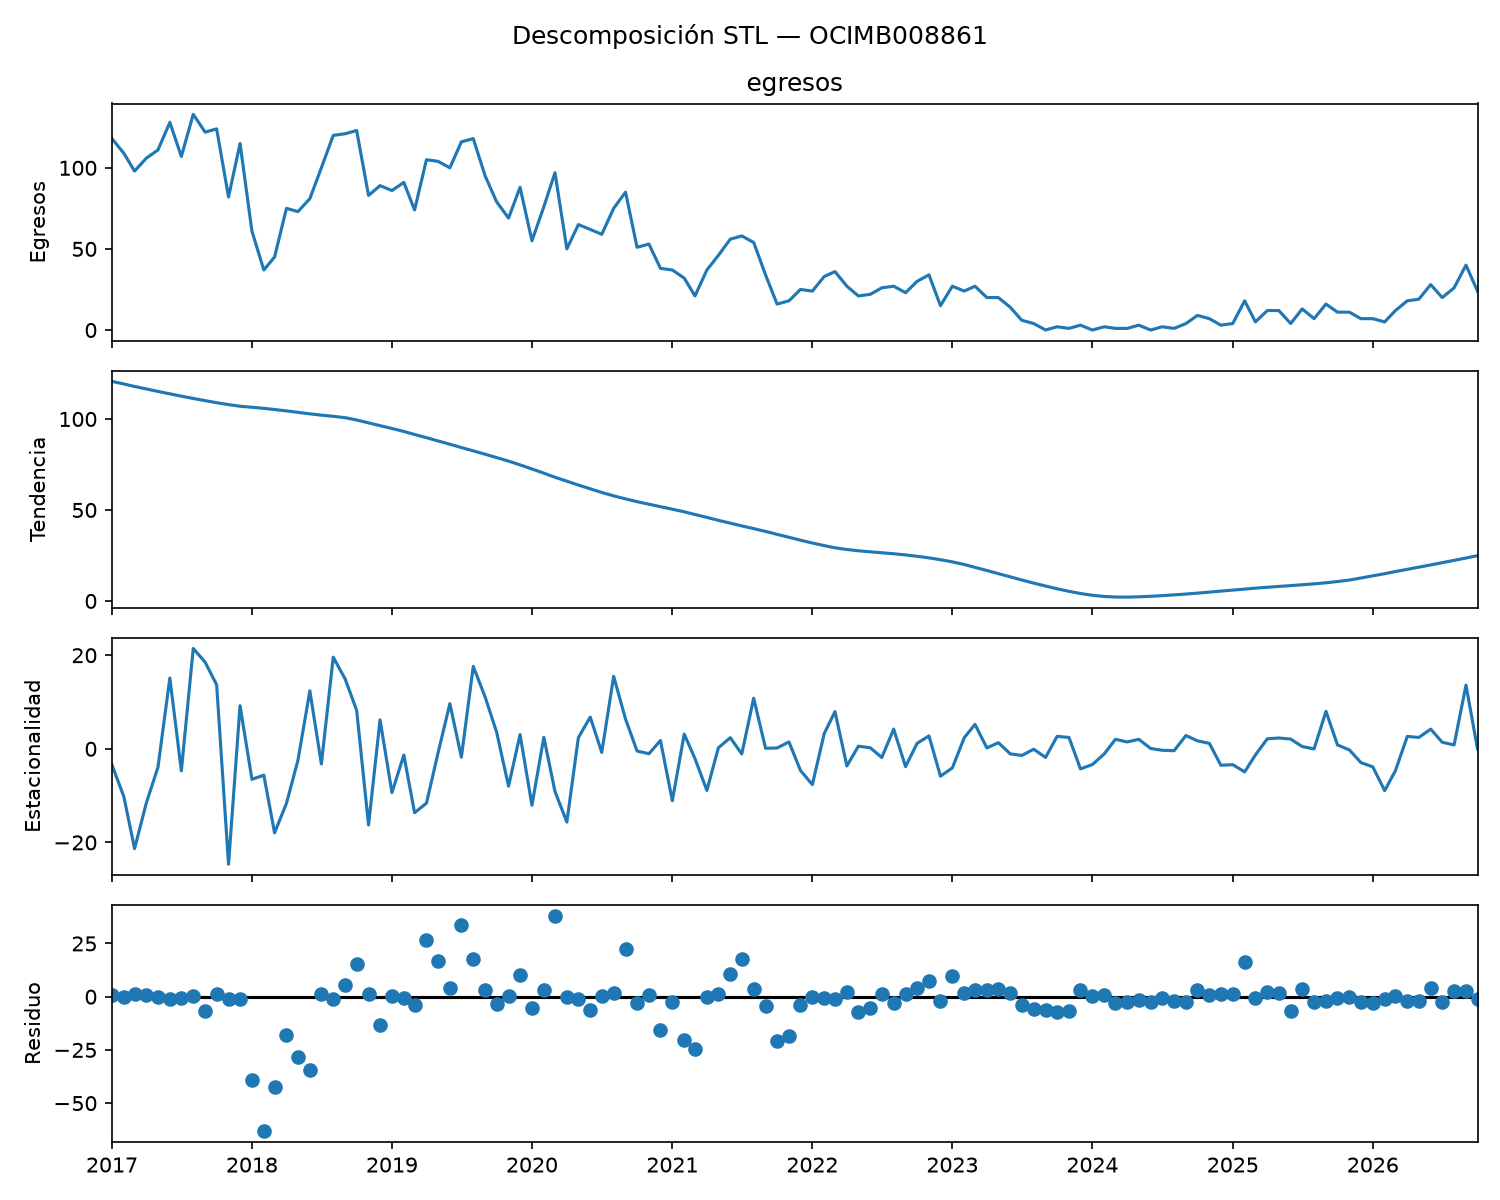 Descomposición STL — OCIMB008861
egresos
Egresos
100
50
0
Tendencia
100
50
0
Estacionalidad
20
0
−20
Residuo
25
0
−25
−50
2017 2018 2019 2020 2021 2022 2023 2024 2025 2026